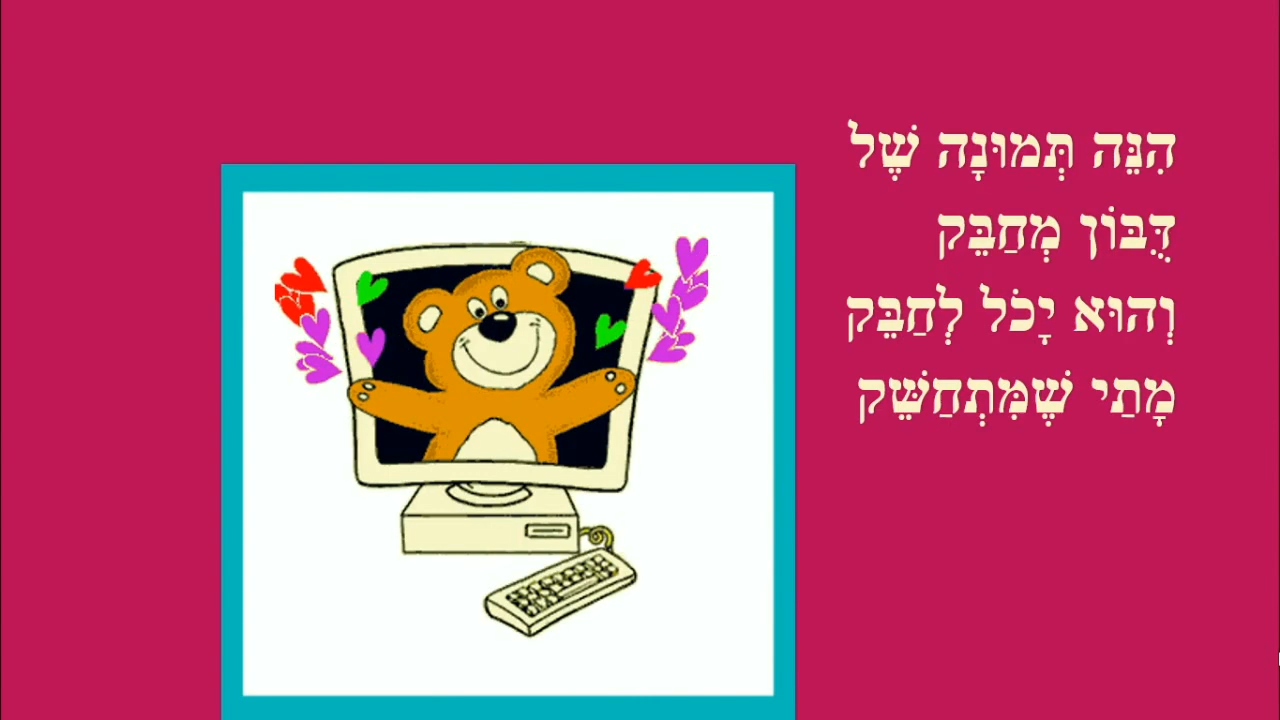 הִנֵּה תְּמוּנָה שֶׁל
דֻּבּוֹן מְחַבֵּק
וְהוּא יָכֹל לְחַבֵּק
מָתַי שֶׁמִּתְחַשֵּׁק